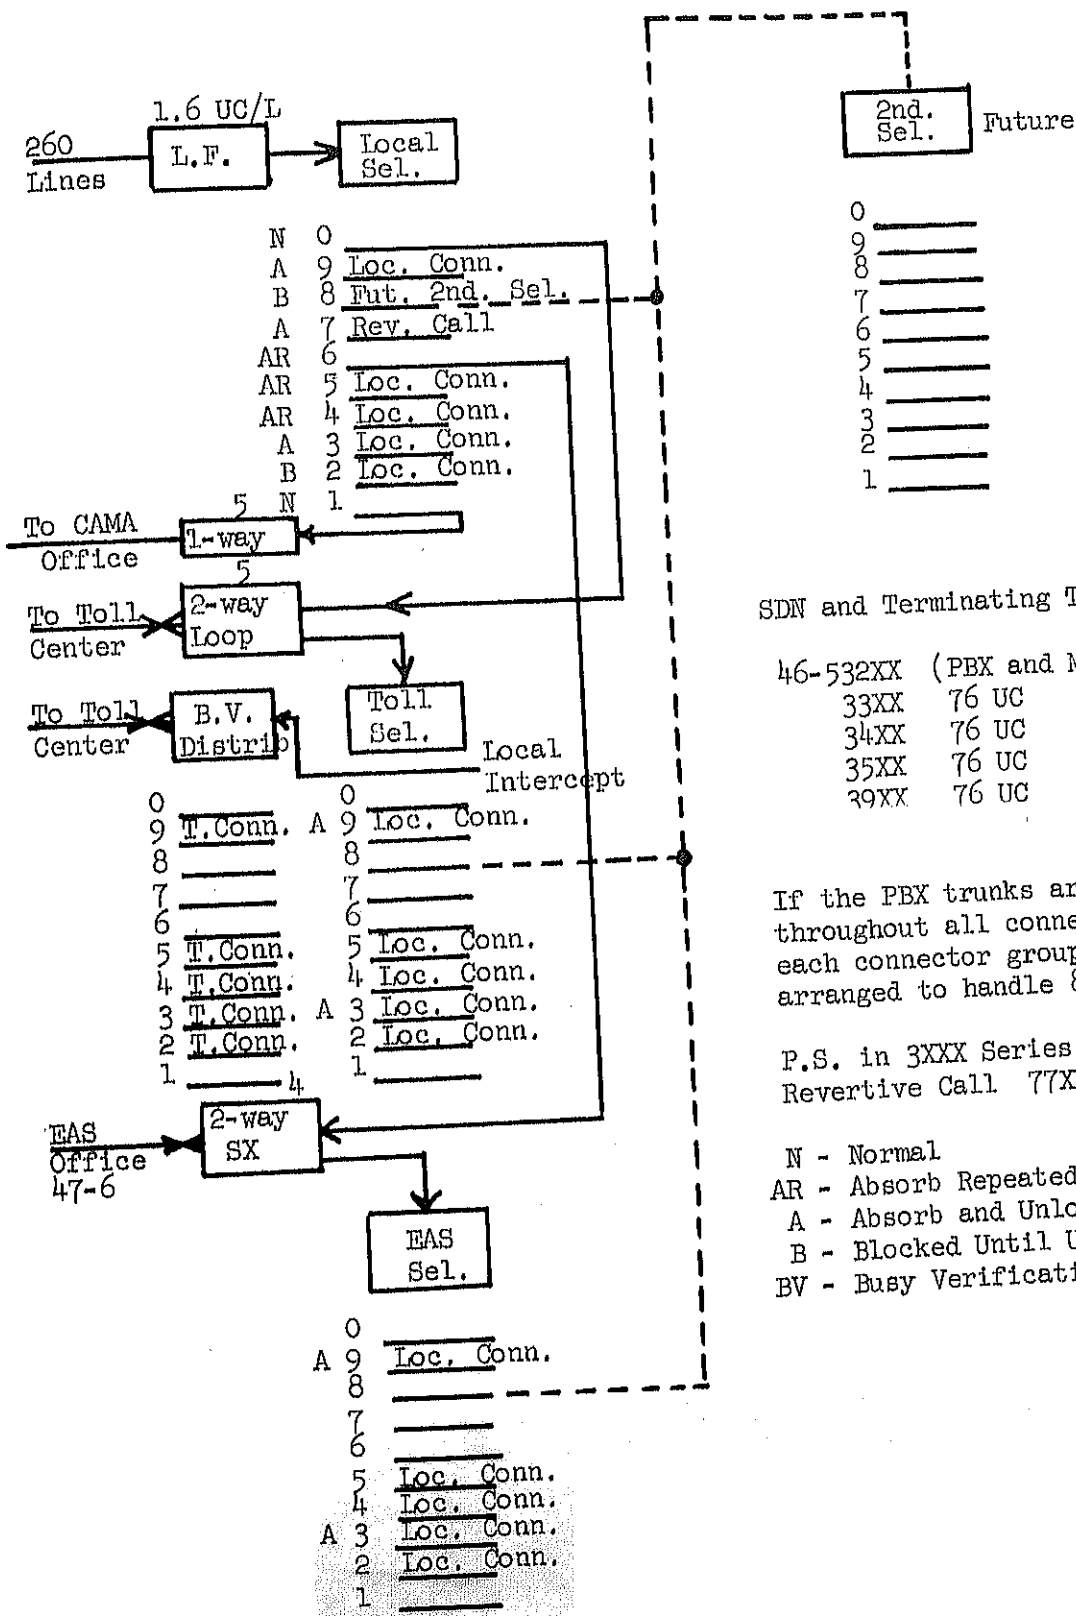 1.6 UC/L
260
Lines
L.F.
Local
Sel.
2nd.
Sel.
Future
N 0
A 9 Loc. Conn.
B 8 Fut. 2nd. Sel.
A 7 Rev. Call
AR 6
AR 5 Loc. Conn.
AR 4 Loc. Conn.
A 3 Loc. Conn.
B 2 Loc. Conn.
N 1
0
9
8
7
6
5
4
3
2
1
To CAMA
Office
5
1-way
To Toll
Center
5
2-way
Loop
Toll
Sel.
To Toll
Center
B.V.
Distrib
Local
Intercept
0
9 T.Conn.
8
7
6
5 T.Conn.
4 T.Conn.
3 T.Conn.
2 T.Conn.
1
0
A 9 Loc. Conn.
8
7
6
5 Loc. Conn.
4 Loc. Conn.
A 3 Loc. Conn.
2 Loc. Conn.
1
EAS
Office
47-6
4
2-way
SX
EAS
Sel.
0
A 9 Loc. Conn.
8
7
6
5 Loc. Conn.
4 Loc. Conn.
A 3 Loc. Conn.
2 Loc. Conn.
1
SDN and Terminating T
46-532XX (PBX and
33XX 76 UC
34XX 76 UC
35XX 76 UC
39XX 76 UC
If the PBX trunks ar
throughout all conne
each connector group
arranged to handle 8
P.S. in 3XXX Series
Revertive Call 77X
N - Normal
AR - Absorb Repeated
A - Absorb and Unlo
B - Blocked Until U
BV - Busy Verificati